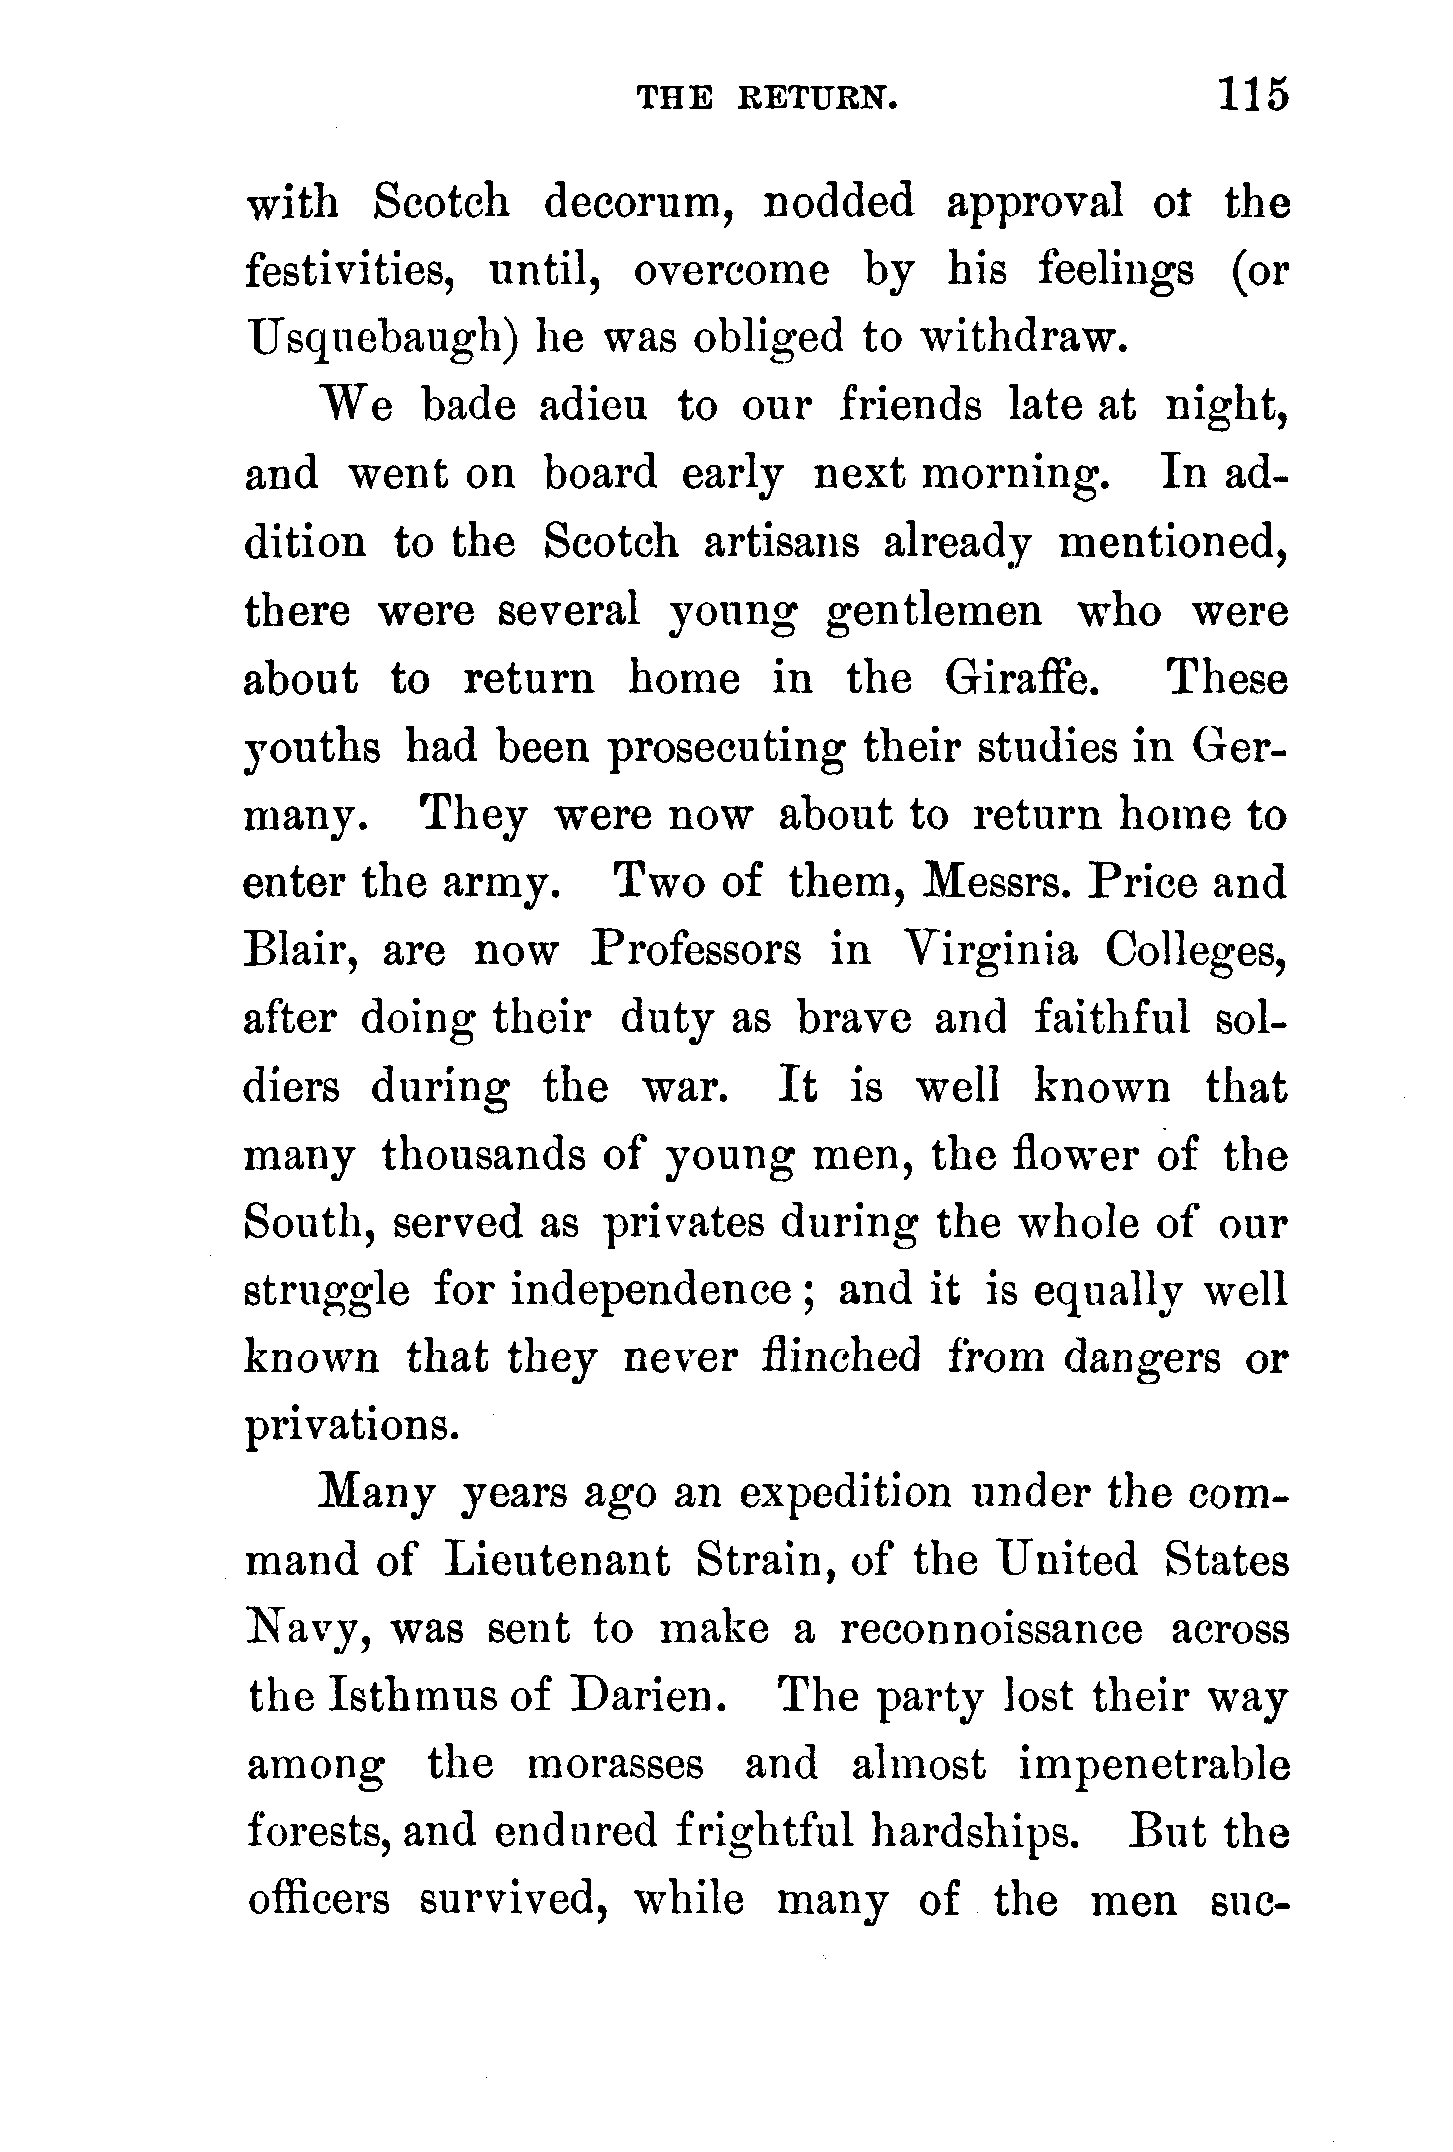 THE RETURN. 115
with Scotch decorum, nodded approval of the
festivities, until, overcome by his feelings (or
Usquebaugh) he was obliged to withdraw.
We bade adieu to our friends late at night,
and went on board early next morning. In ad-
dition to the Scotch artisans already mentioned,
there were several young gentlemen who were
about to return home in the Giraffe. These
youths had been prosecuting their studies in Ger-
many. They were now about to return home to
enter the army. Two of them, Messrs. Price and
Blair, are now Professors in Virginia Colleges,
after doing their duty as brave and faithful sol-
diers during the war. It is well known that
many thousands of young men, the flower of the
South, served as privates during the whole of our
struggle for independence; and it is equally well
known that they never flinched from dangers or
privations.
Many years ago an expedition under the com-
mand of Lieutenant Strain, of the United States
Navy, was sent to make a reconnoissance across
the Isthmus of Darien. The party lost their way
among the morasses and almost impenetrable
forests, and endured frightful hardships. But the
officers survived, while many of the men suc-